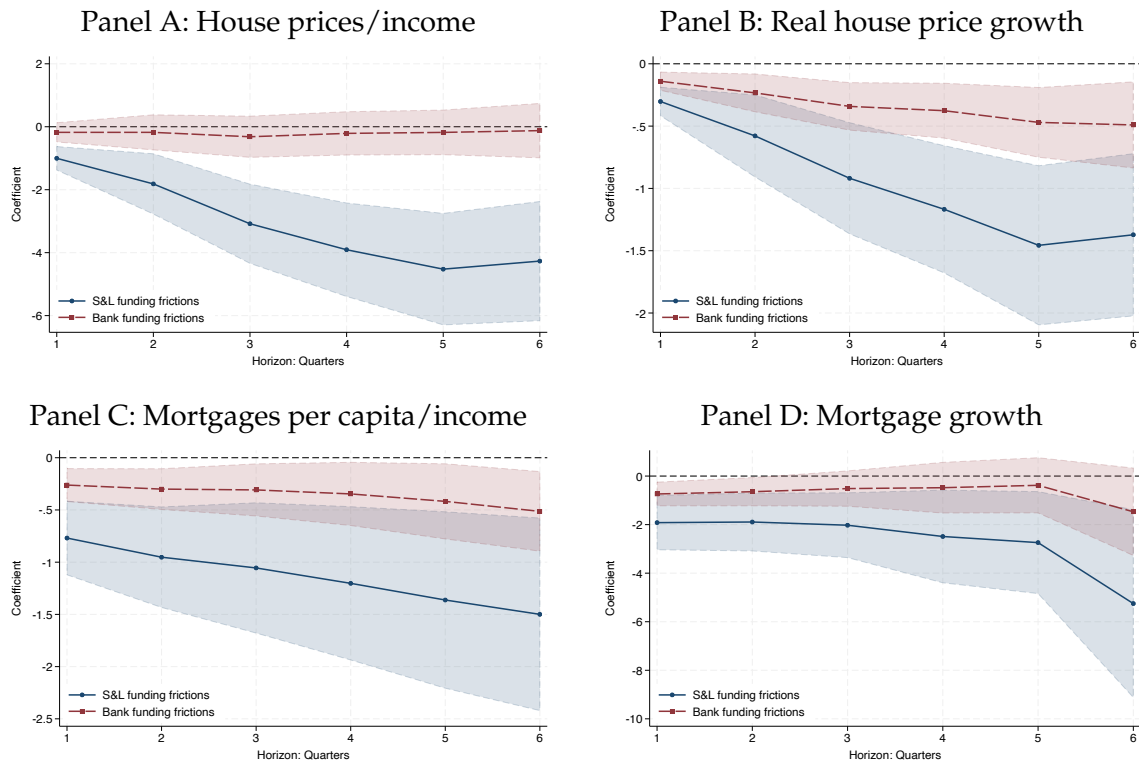 Panel A: House prices/income
2
0
-2
-4
-6
Coefficient
S&L funding frictions
Bank funding frictions
1 2 3 4 5 6
Horizon: Quarters
Panel B: Real house price growth
0
-.5
-1
-1.5
-2
Coefficient
S&L funding frictions
Bank funding frictions
1 2 3 4 5 6
Horizon: Quarters
Panel C: Mortgages per capita/income
0
-.5
-1
-1.5
-2
-2.5
Coefficient
S&L funding frictions
Bank funding frictions
1 2 3 4 5 6
Horizon: Quarters
Panel D: Mortgage growth
0
-2
-4
-6
-8
-10
Coefficient
S&L funding frictions
Bank funding frictions
1 2 3 4 5 6
Horizon: Quarters